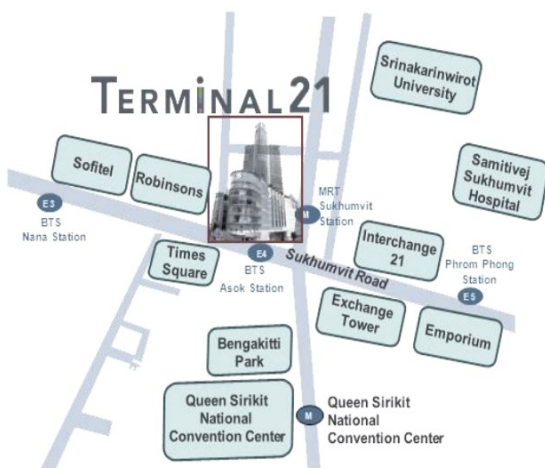 TERMINAL 21
Srinakarinwirot
University
Sofitel
Robinsons
Samitivej
Sukhumvit
Hospital
E3
BTS
Nana Station
M
MRT
Sukhumvit
Station
Times
Square
E4
BTS
Asok Station
Sukhumvit Road
Interchange
21
BTS
Phrom Phong
Station
E5
Exchange
Tower
Emporium
Bengakitti
Park
Queen Sirikit
National
Convention Center
M
Queen Sirikit
National
Convention Center